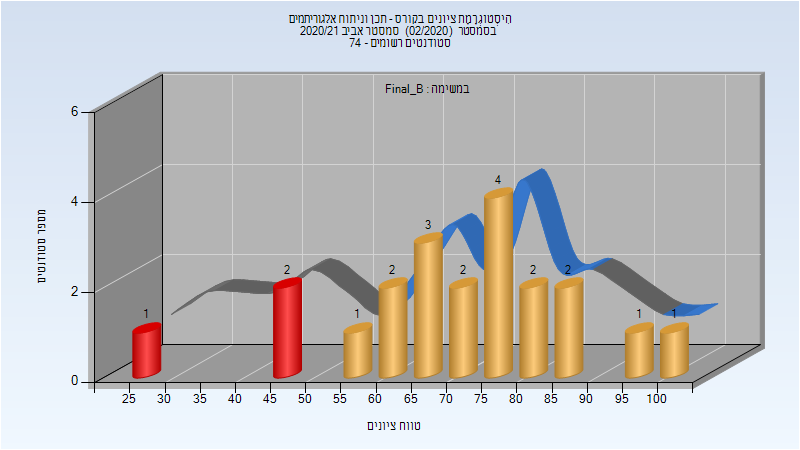 היסטוגרמת ציונים בקורס - תכן וניתוח אלגוריתמים
בסמסטר (02/2020) סמסטר אביב 2020/21
סטודנטים רשומים - 74
במשימה : Final_B
מספר סטודנטים
6
4
2
0
1
2
1
2
3
2
4
2
2
1
1
25 30 35 40 45 50 55 60 65 70 75 80 85 90 95 100
טווח ציונים